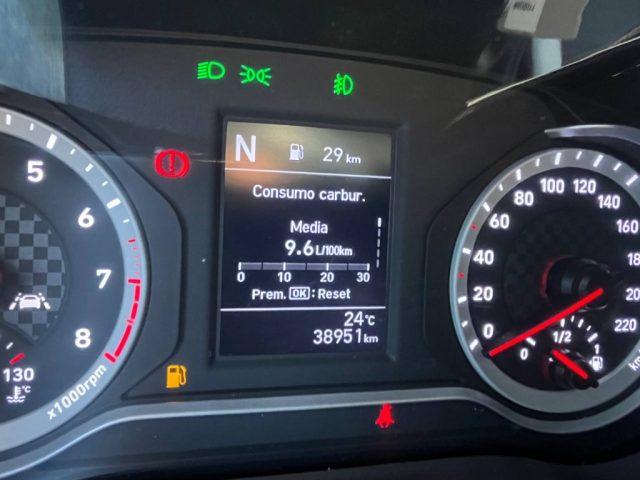 N 29 km
Consumo carbur.
Media
9.6 L/100km
0 10 20 30
Prem. OK : Reset
24°C
38951 km
5
6
7
8
x1000rpm
130
°C
0
20
40
60
80
100
120
140
160
220
0 1/2 1